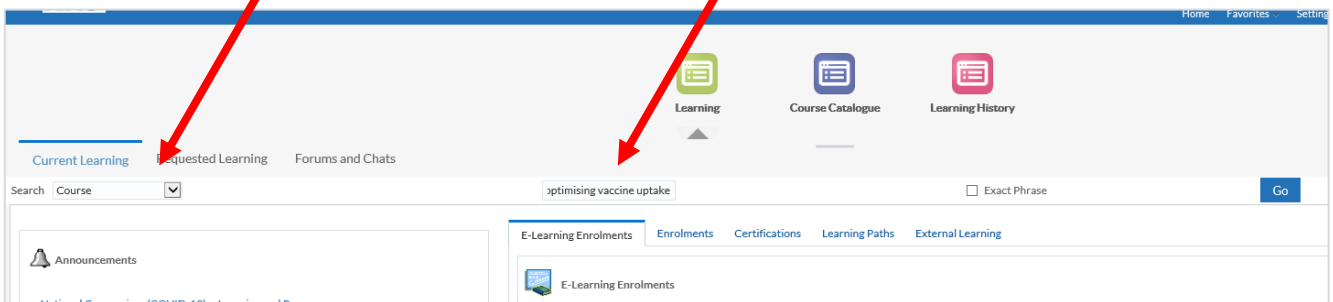 Home Favorites Setting
Learning Course Catalogue Learning History
Current Learning Requested Learning Forums and Chats
Search Course optimising vaccine uptake Exact Phrase Go
E-Learning Enrolments Enrolments Certifications Learning Paths External Learning
Announcements
E-Learning Enrolments